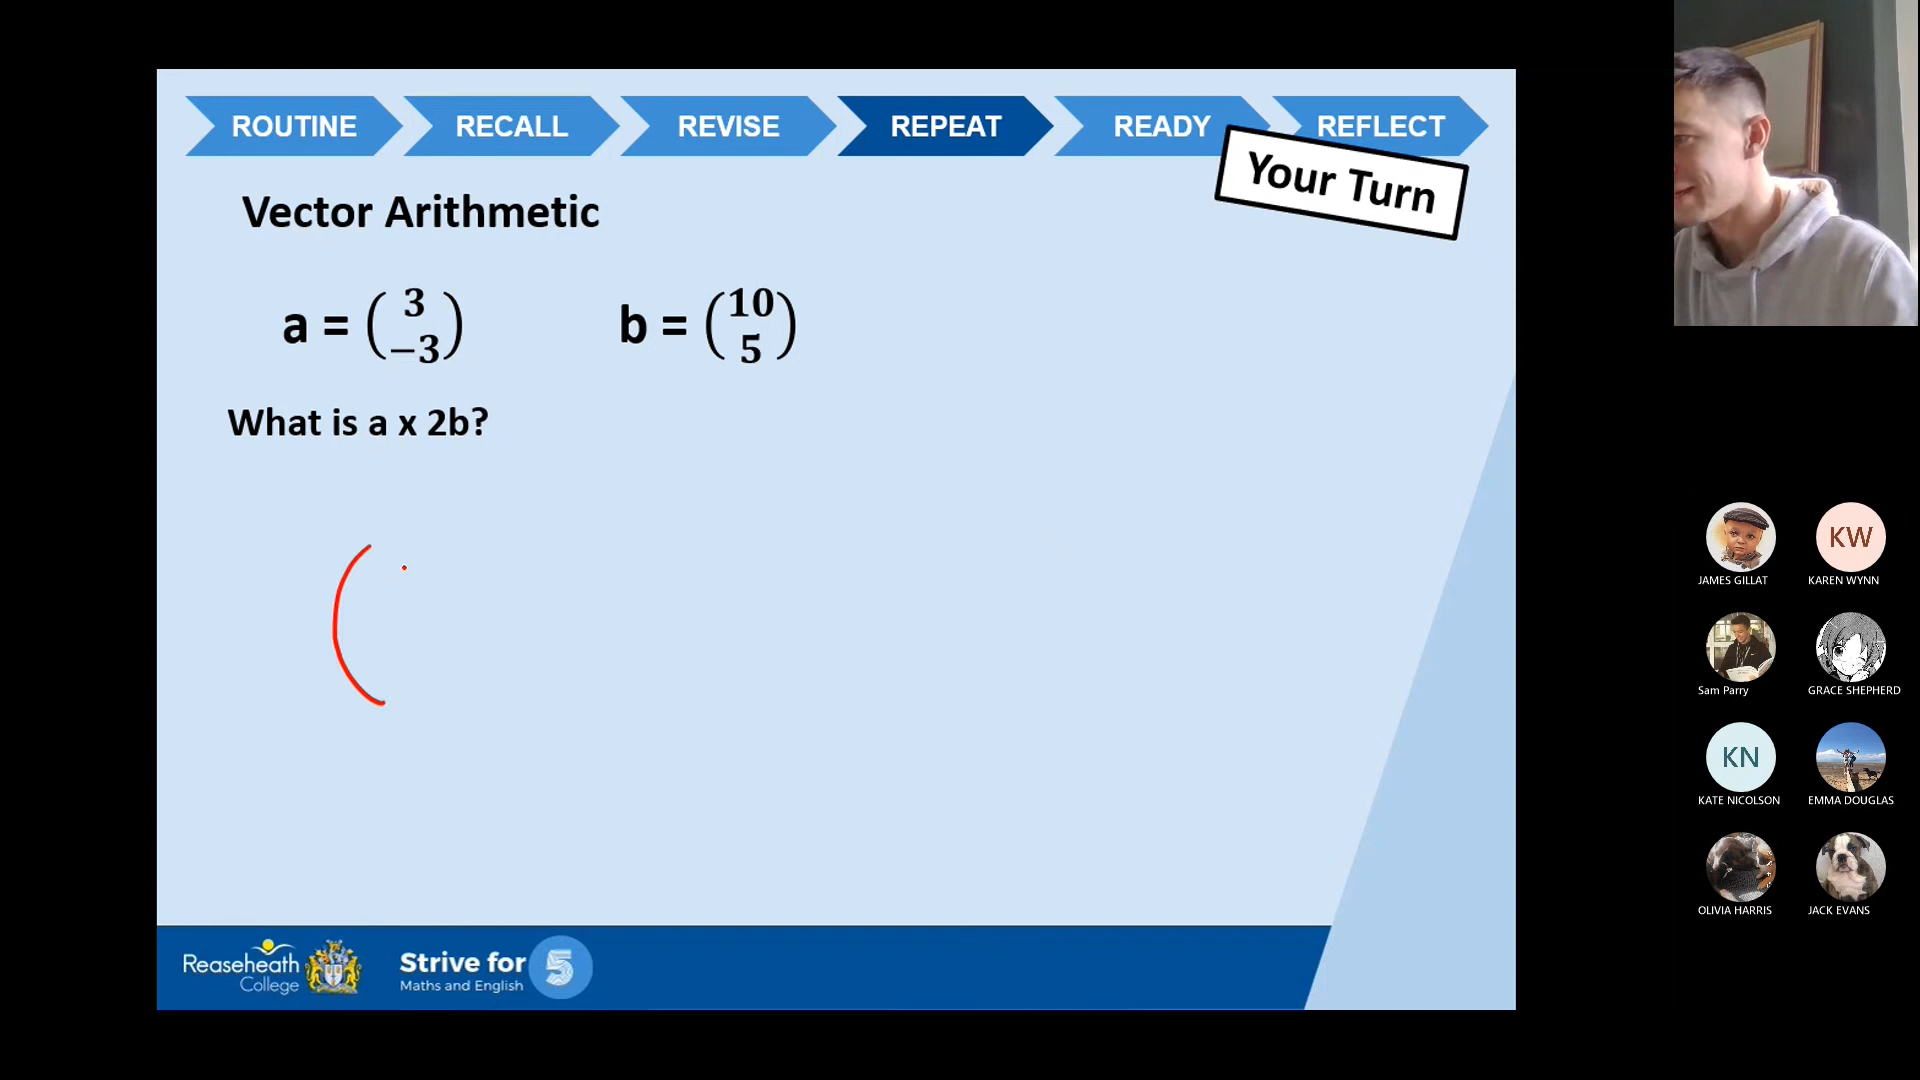 ROUTINE RECALL REVISE REPEAT READY REFLECT
Your Turn
Vector Arithmetic
a = (3 −3) b = (10 5)
What is a x 2b?
(
Reaseheath College
Strive for 5
Maths and English
JAMES GILLAT
KW
KAREN WYNN
Sam Parry
GRACE SHEPHERD
KN
KATE NICOLSON
EMMA DOUGLAS
OLIVIA HARRIS
JACK EVANS